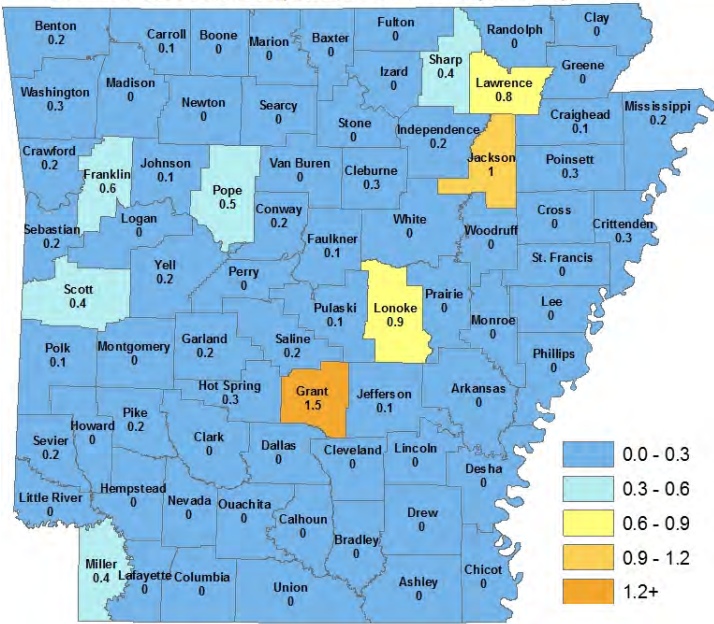 Benton
0.2
Carroll
0.1
Boone
0
Marion
0
Baxter
0
Fulton
0
Randolph
0
Clay
0
Washington
0.3
Madison
0
Newton
0
Searcy
0
Izard
0
Sharp
0.4
Lawrence
0.8
Greene
0
Stone
0
Independence
0.2
Craighead
0.1
Mississippi
0.2
Crawford
0.2
Franklin
0.6
Johnson
0.1
Pope
0.5
Van Buren
0
Cleburne
0.3
Jackson
1
Poinsett
0.3
Sebastian
0.2
Logan
0
Conway
0.2
Faulkner
0.1
White
0
Woodruff
0
Cross
0
Crittenden
0.3
St. Francis
0
Scott
0.4
Yell
0.2
Perry
0
Pulaski
0.1
Lonoke
0.9
Prairie
0
Monroe
0
Lee
0
Phillips
0
Polk
0.1
Montgomery
0
Garland
0.2
Saline
0.2
Hot Spring
0.3
Grant
1.5
Jefferson
0.1
Arkansas
0
Sevier
0.2
Howard
0
Pike
0.2
Clark
0
Dallas
0
Cleveland
0
Lincoln
0
Desha
0
Little River
0
Hempstead
0
Nevada
0
Ouachita
0
Calhoun
0
Bradley
0
Drew
0
Miller
0.4
Lafayette
0
Columbia
0
Union
0
Ashley
0
Chicot
0
0.0 - 0.3
0.3 - 0.6
0.6 - 0.9
0.9 - 1.2
1.2+